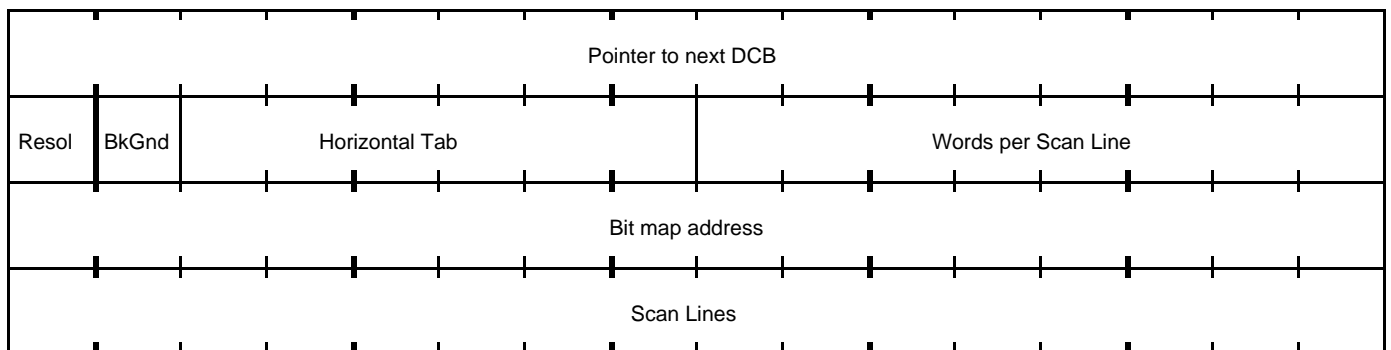 Pointer to next DCB
Resol BkGnd Horizontal Tab Words per Scan Line
Bit map address
Scan Lines